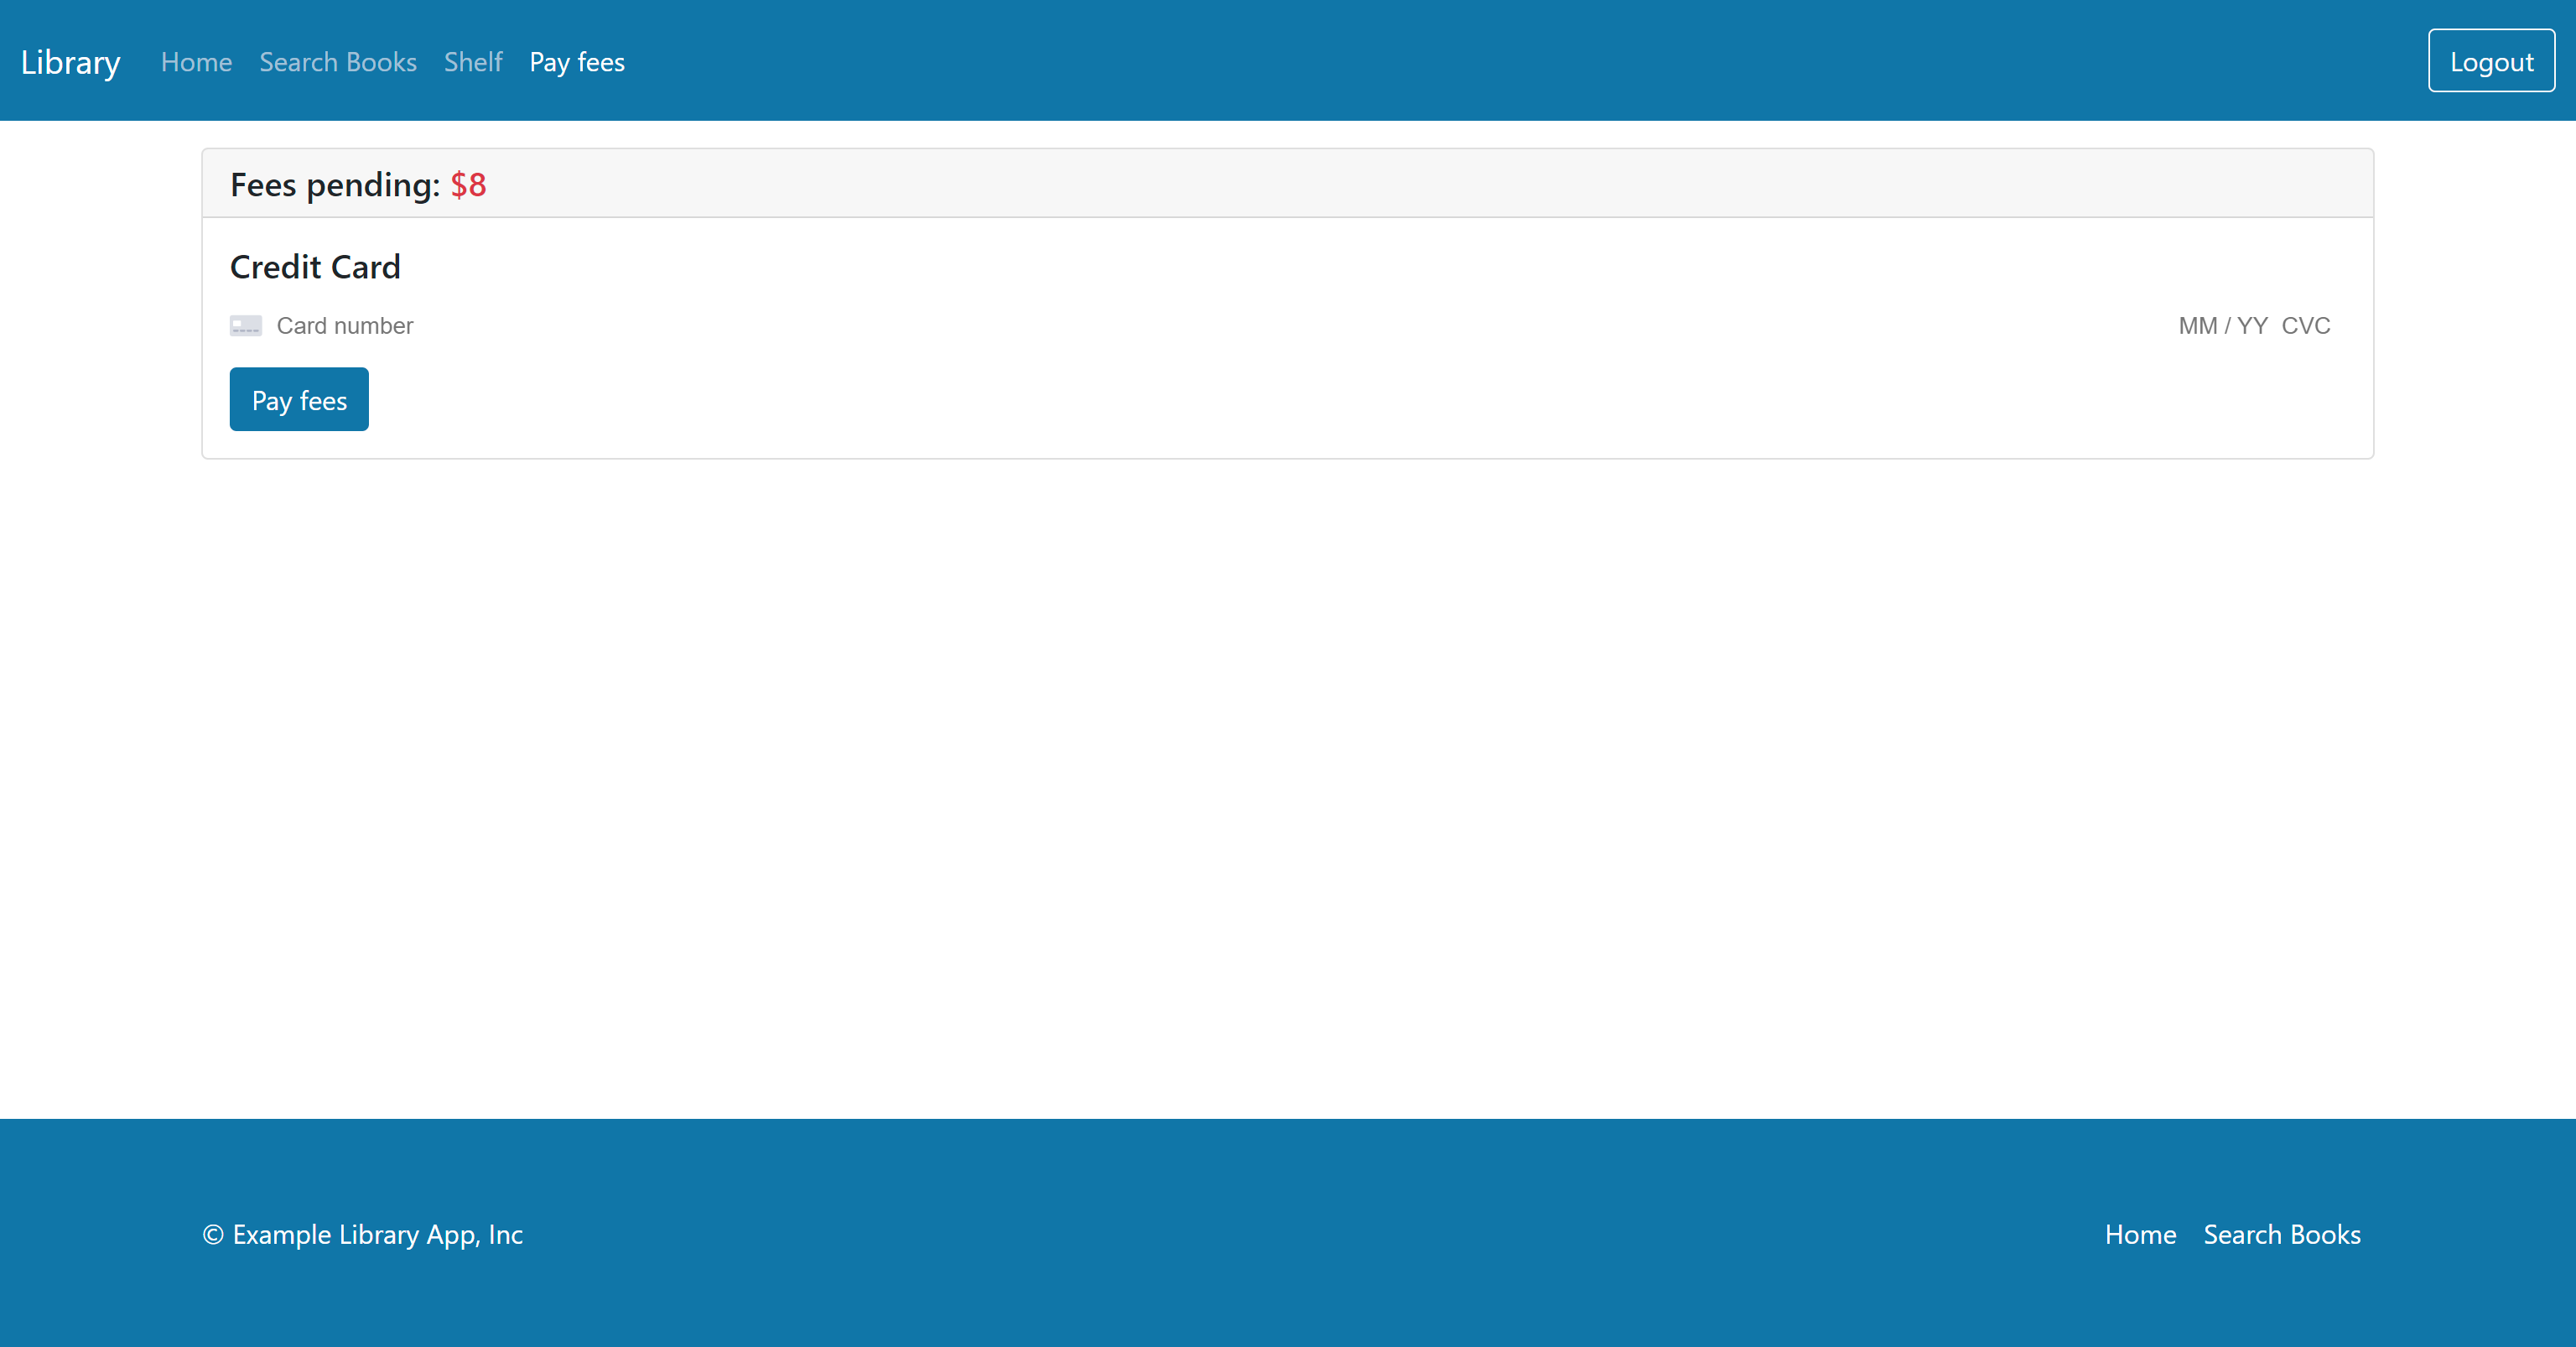 Library Home Search Books Shelf Pay fees Logout
Fees pending: $8
Credit Card
Card number MM / YY CVC
Pay fees
© Example Library App, Inc Home Search Books